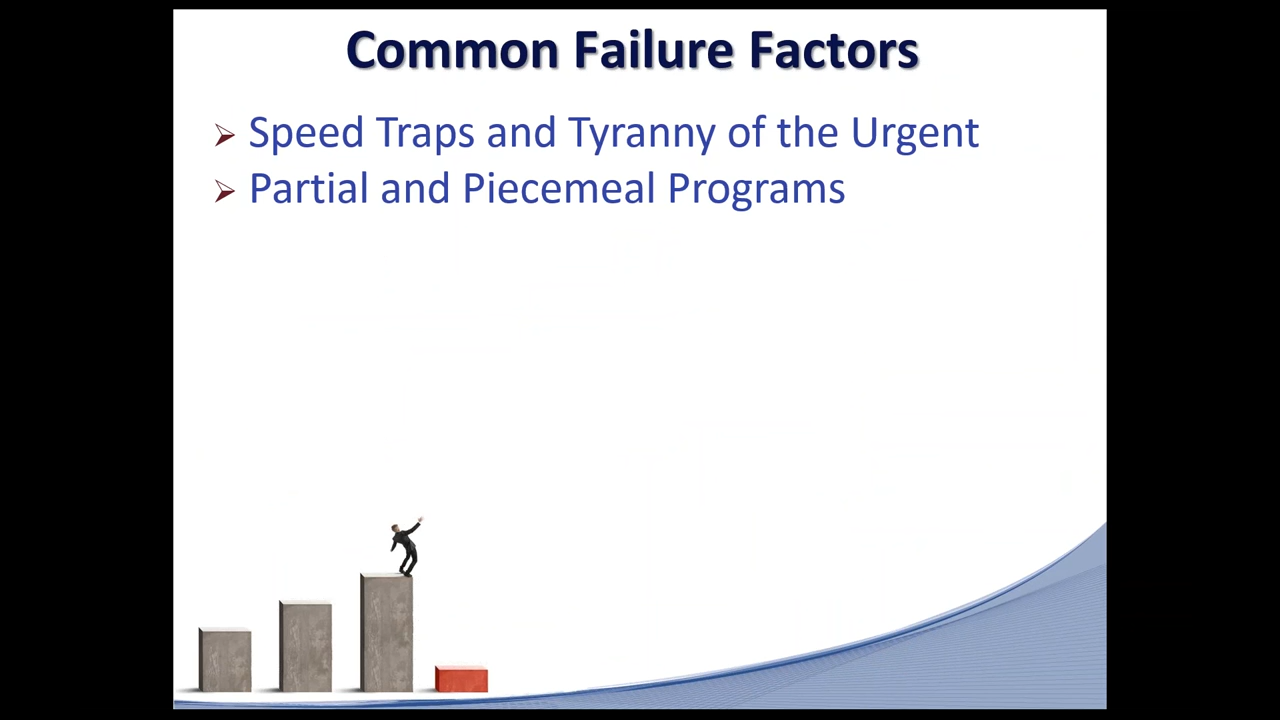 Common Failure Factors
Speed Traps and Tyranny of the Urgent
Partial and Piecemeal Programs